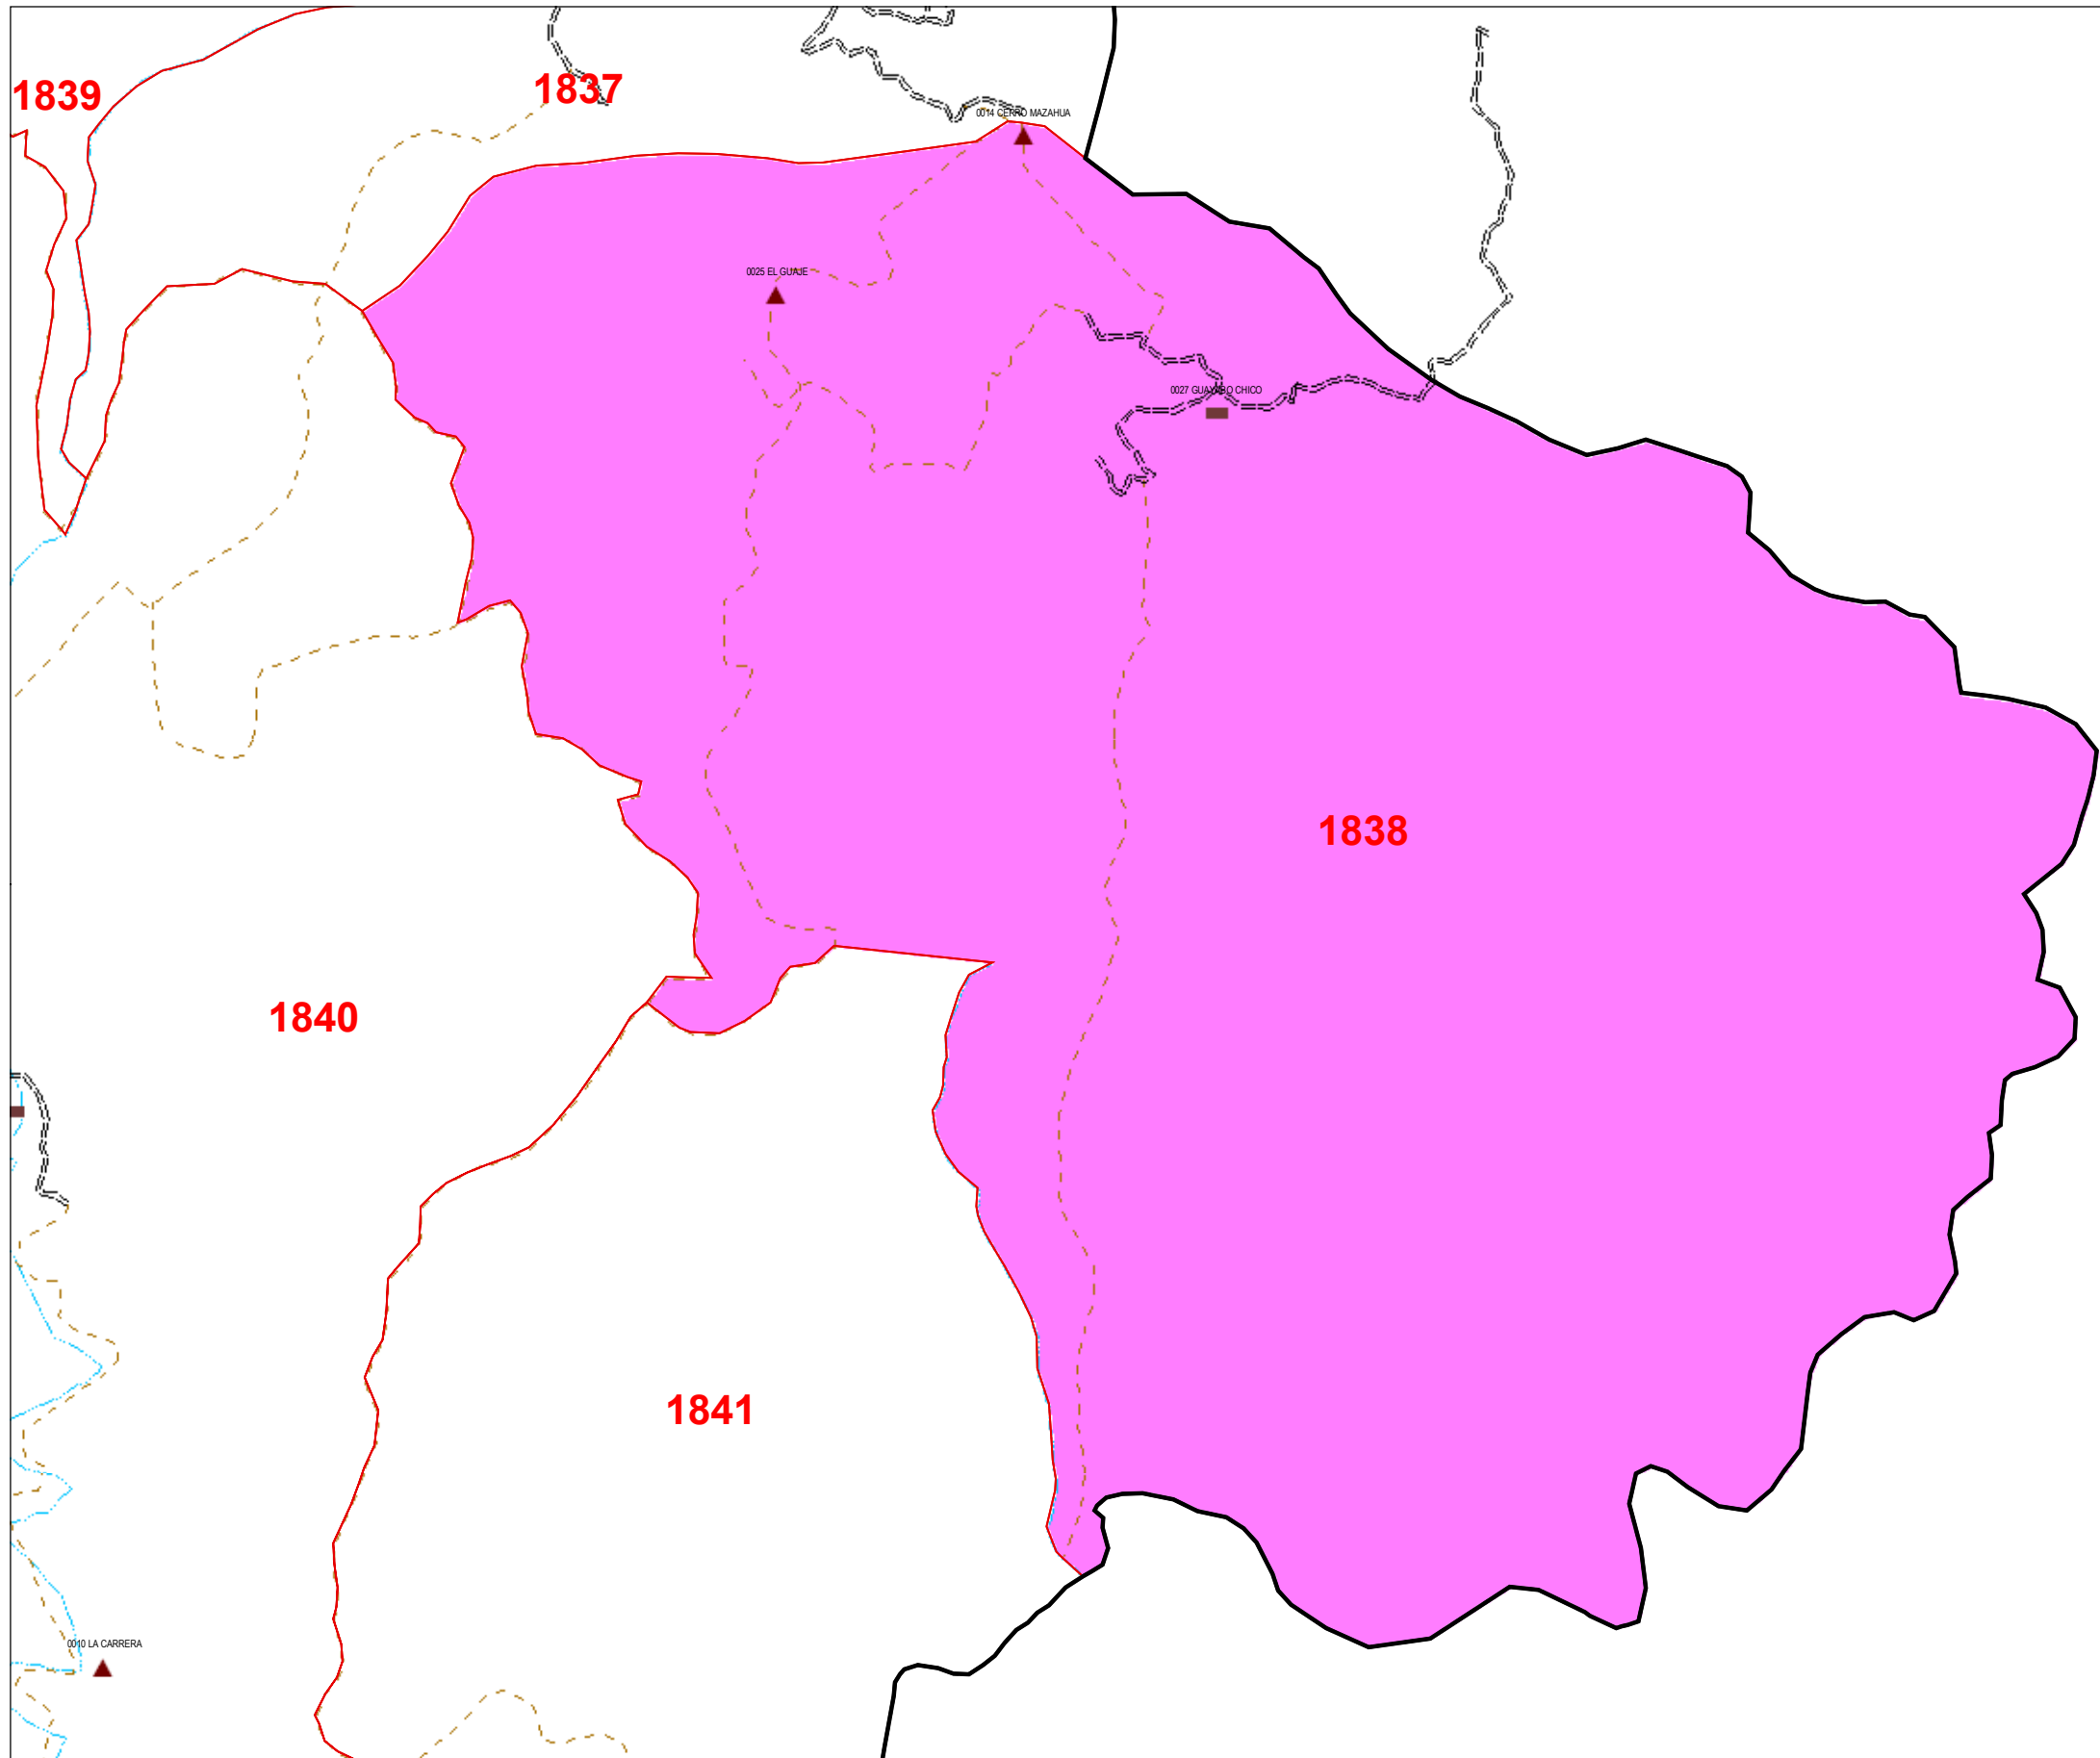 1839
1837
0014 CERRO MAZAHUA
0025 EL GUAJE
0027 GUAYABO CHICO
1838
1840
1841
0010 LA CARRERA